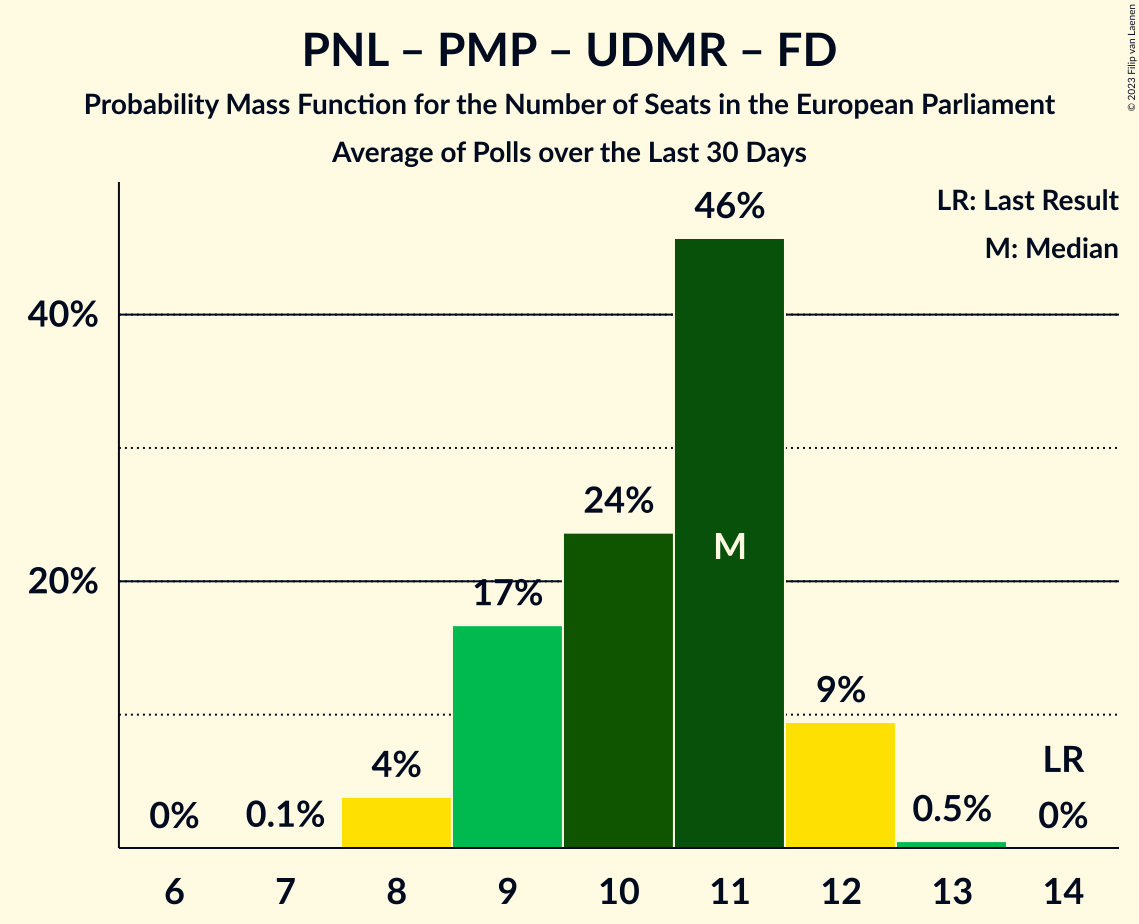 PNL – PMP – UDMR – FD
Probability Mass Function for the Number of Seats in the European Parliament
Average of Polls over the Last 30 Days
© 2023 Filip van Laenen
LR: Last Result
M: Median
46%
40%
24%
M
20%
17%
9%
4%
LR
0%
0.1%
0.5%
0%
6 7 8 9 10 11 12 13 14